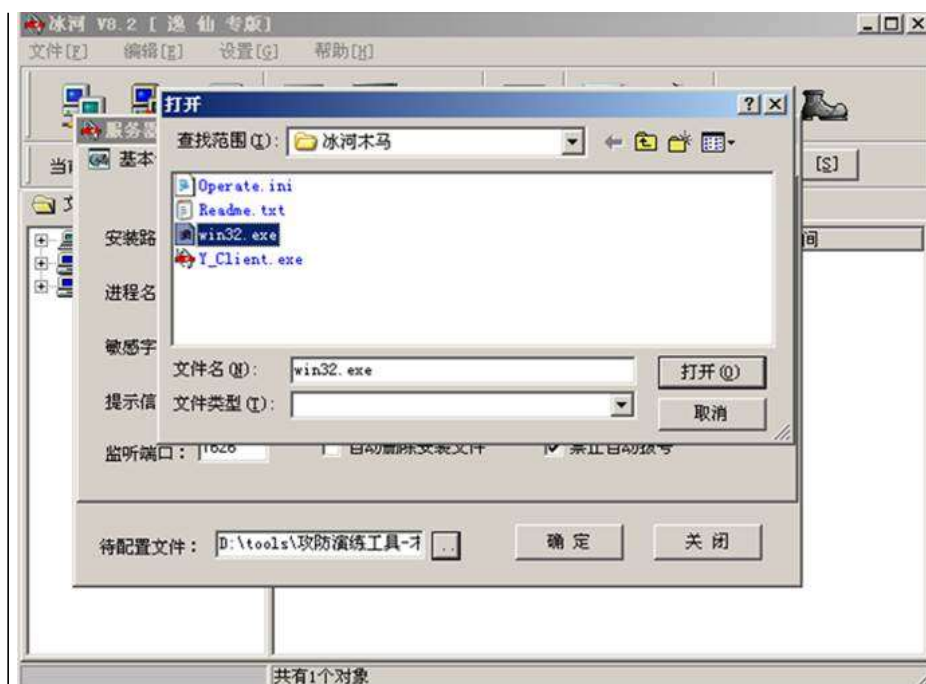 冰河 V8.2 [ 逸 仙 专版]
文件[F] 编辑[E] 设置[G] 帮助[H]
打开
服务器
查找范围(I): 冰河木马
基本
[S]
Operate.ini
Readme.txt
win32.exe
Y_Client.exe
安装路
进程名
敏感字
文件名(N): win32.exe 打开(O)
提示信
文件类型(T): 取消
监听端口: 1626 自动删除安装文件 禁止自动拨号
待配置文件: D:\tools\攻防演练工具-才 .. 确 定 关 闭
共有1个对象